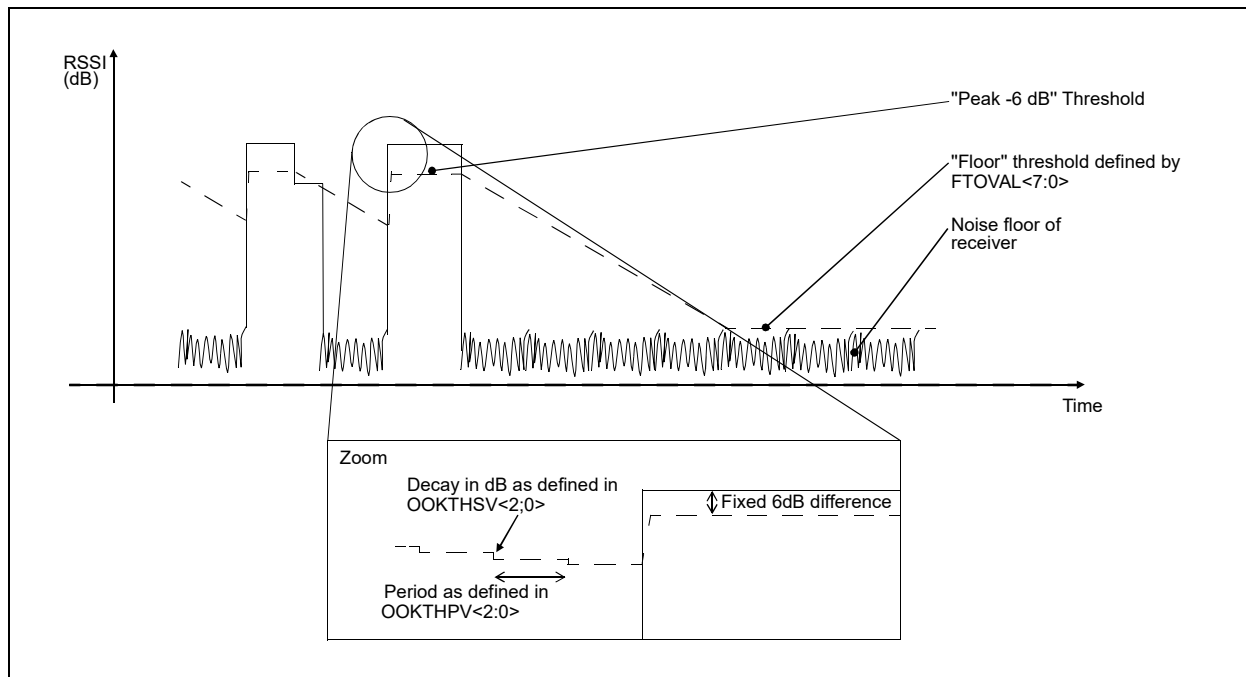 RSSI
(dB)
"Peak -6 dB" Threshold
"Floor" threshold defined by
FTOVAL<7:0>
Noise floor of
receiver
Time
Zoom
Decay in dB as defined in
OOKTHSV<2;0>
Fixed 6dB difference
Period as defined in
OOKTHPV<2:0>